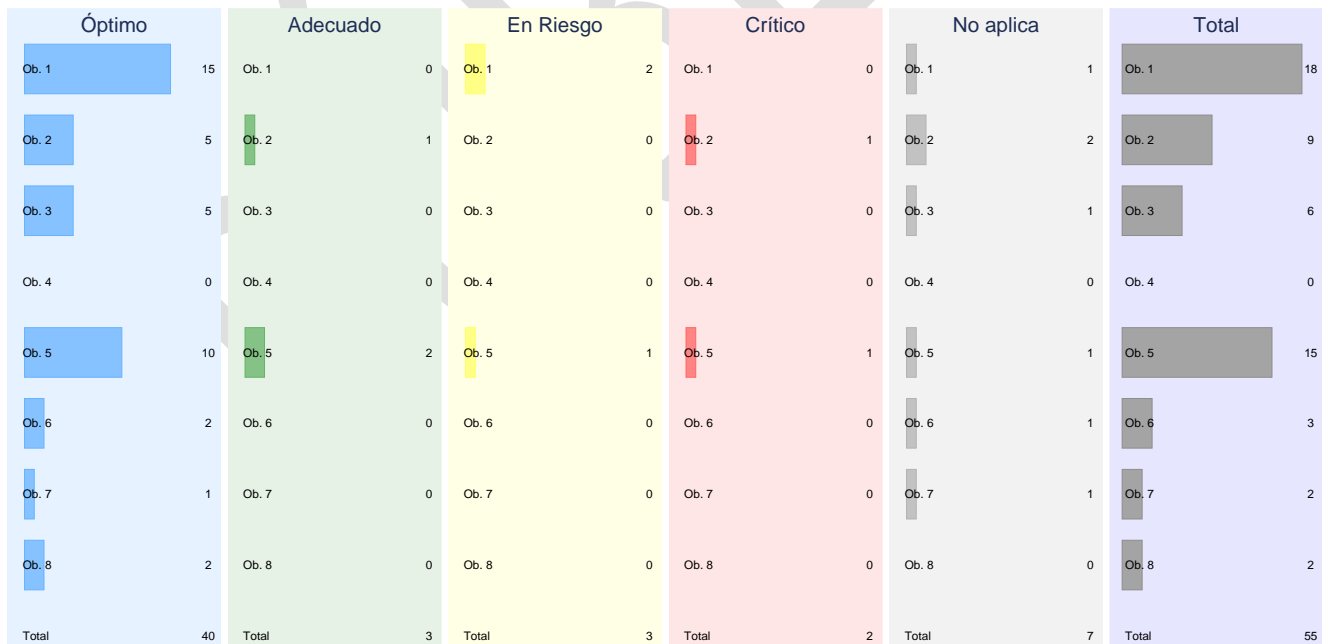 Óptimo Adecuado En Riesgo Crítico No aplica Total
Ob. 1 15 Ob. 1 0 Ob. 1 2 Ob. 1 0 Ob. 1 1 Ob. 1 18
Ob. 2 5 Ob. 2 1 Ob. 2 0 Ob. 2 1 Ob. 2 2 Ob. 2 9
Ob. 3 5 Ob. 3 0 Ob. 3 0 Ob. 3 0 Ob. 3 1 Ob. 3 6
Ob. 4 0 Ob. 4 0 Ob. 4 0 Ob. 4 0 Ob. 4 0 Ob. 4 0
Ob. 5 10 Ob. 5 2 Ob. 5 1 Ob. 5 1 Ob. 5 1 Ob. 5 15
Ob. 6 2 Ob. 6 0 Ob. 6 0 Ob. 6 0 Ob. 6 1 Ob. 6 3
Ob. 7 1 Ob. 7 0 Ob. 7 0 Ob. 7 0 Ob. 7 1 Ob. 7 2
Ob. 8 2 Ob. 8 0 Ob. 8 0 Ob. 8 0 Ob. 8 0 Ob. 8 2
Total 40 Total 3 Total 3 Total 2 Total 7 Total 55